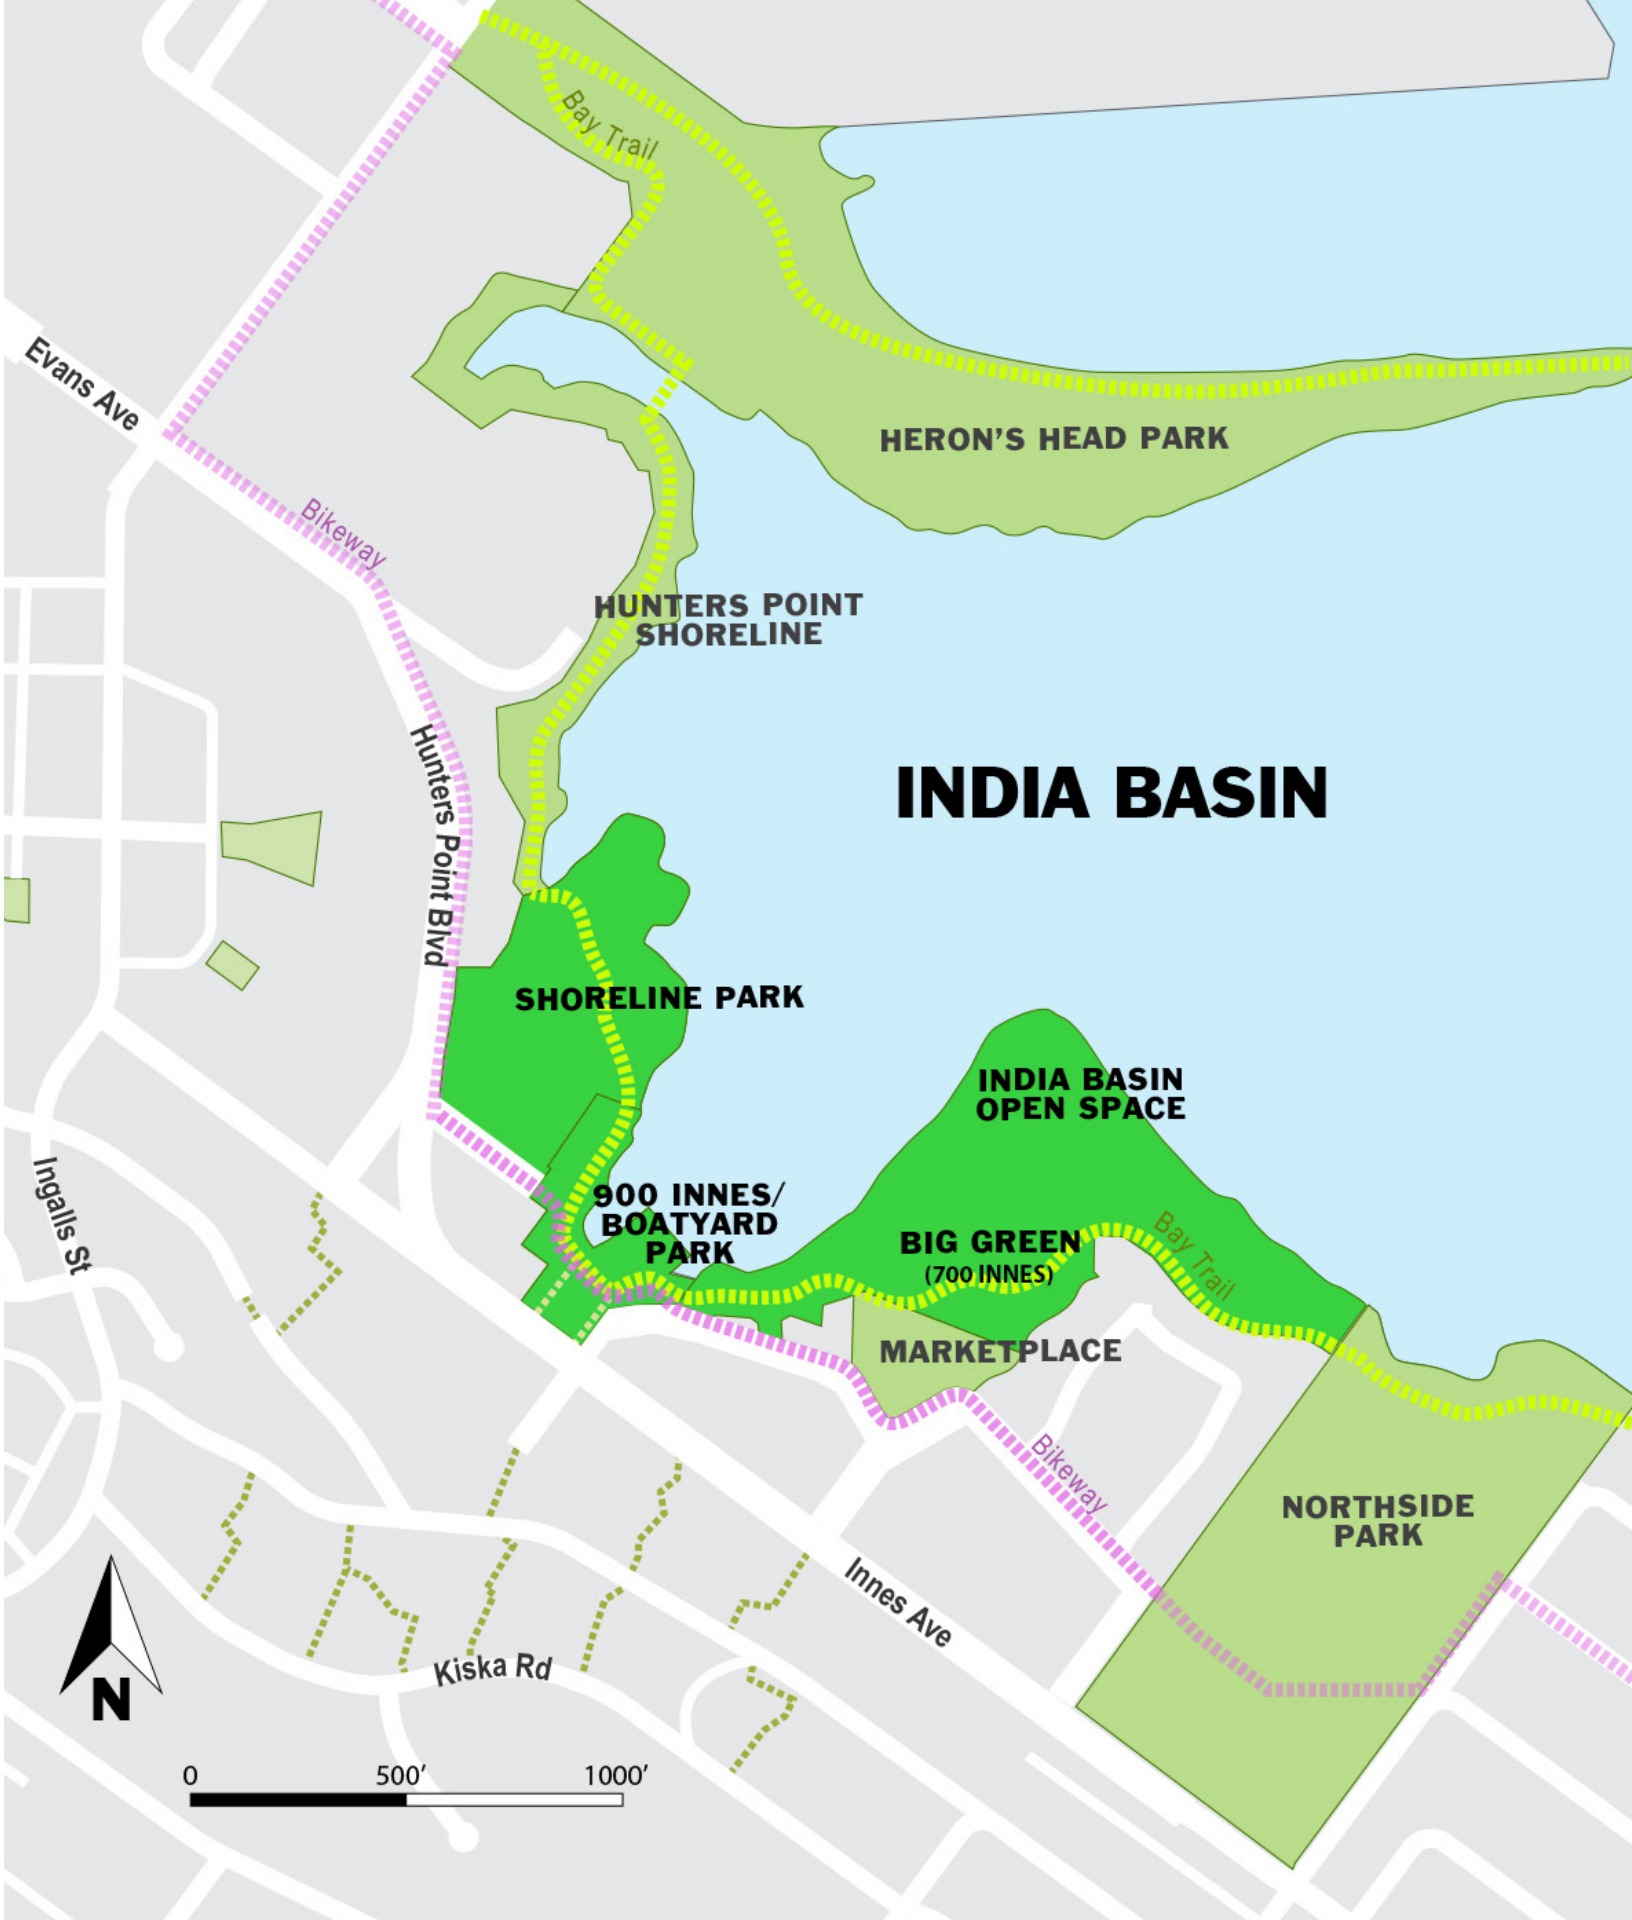 Bay Trail
Evans Ave
HERON'S HEAD PARK
Bikeway
HUNTERS POINT
SHORELINE
Hunters Point Blvd
INDIA BASIN
SHORELINE PARK
INDIA BASIN
OPEN SPACE
Ingalls St
900 INNES/
BOATYARD
PARK
BIG GREEN
(700 INNES)
Bay Trail
MARKETPLACE
Bikeway
NORTHSIDE
PARK
Innes Ave
Kiska Rd
N
0 500' 1000'